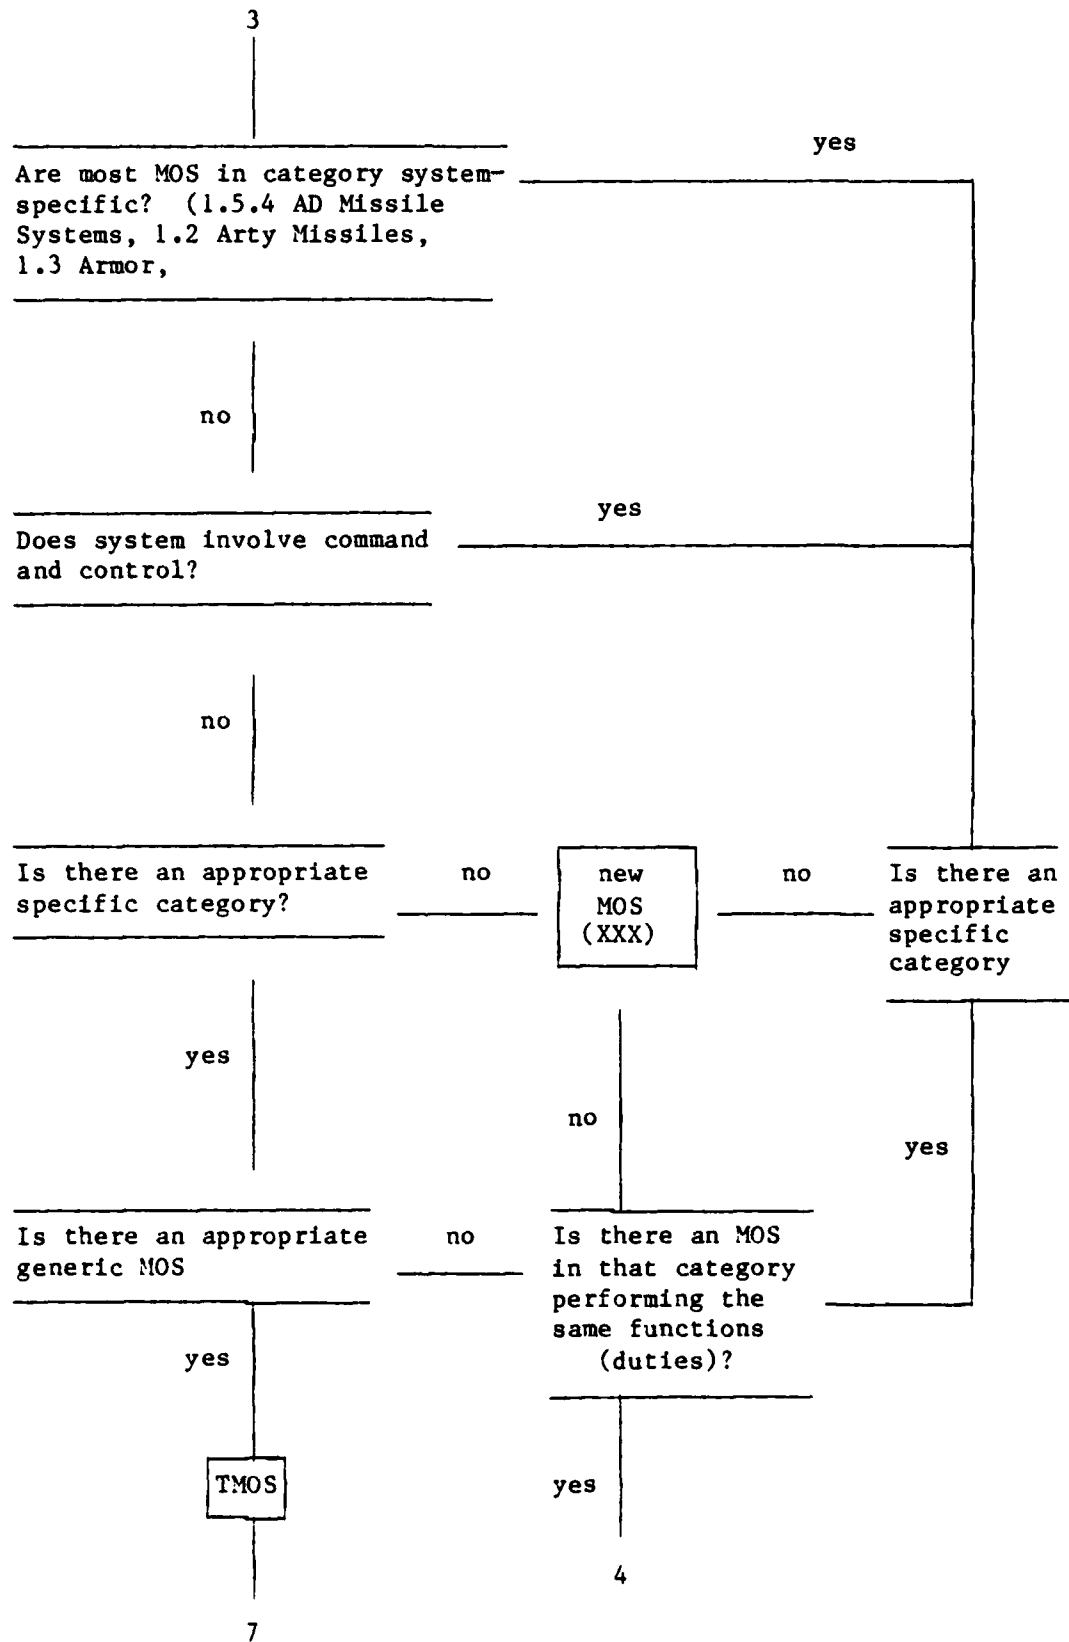 3
yes
Are most MOS in category system-
specific? (1.5.4 AD Missile
Systems, 1.2 Arty Missiles,
1.3 Armor,
no
yes
Does system involve command
and control?
no
Is there an appropriate
specific category?
no
new
MOS
(XXX)
no
Is there an
appropriate
specific
category
yes
no
yes
Is there an appropriate
generic MOS
no
Is there an MOS
in that category
performing the
same functions
(duties)?
yes
TMOS
yes
4
7